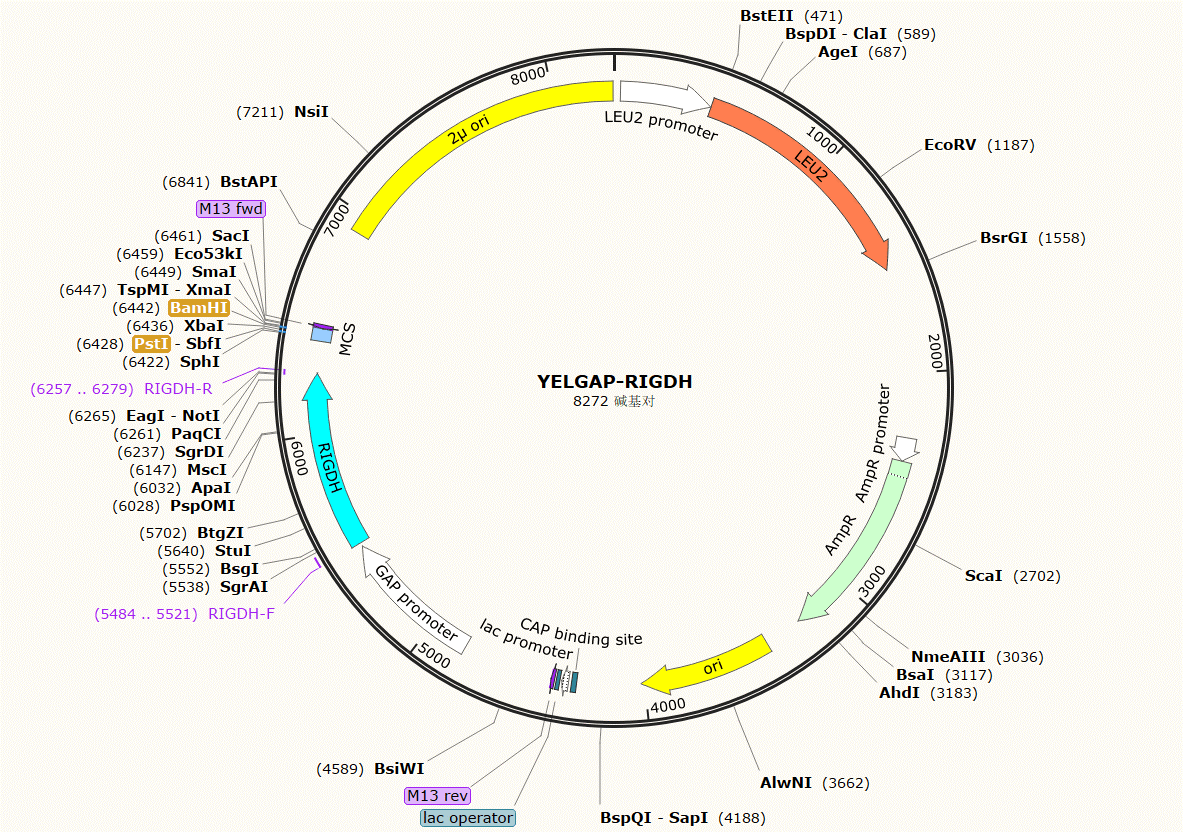 BstEII (471)
BspDI - ClaI (589)
AgeI (687)
EcoRV (1187)
BsrGI (1558)
ScaI (2702)
NmeAIII (3036)
BsaI (3117)
AhdI (3183)
AlwNI (3662)
BspQI - SapI (4188)
lac operator
M13 rev
(4589) BsiWI
(5484 .. 5521) RIGDH-F
(5538) SgrAI
(5552) BsgI
(5640) StuI
(5702) BtgZI
(6028) PspOMI
(6032) ApaI
(6147) MscI
(6237) SgrDI
(6261) PaqCI
(6265) EagI - NotI
(6257 .. 6279) RIGDH-R
(6422) SphI
(6428) PstI - SbfI
(6436) XbaI
(6442) BamHI
(6447) TspMI - XmaI
(6449) SmaI
(6459) Eco53kI
(6461) SacI
M13 fwd
(6841) BstAPI
(7211) NsiI
LEU2 promoter
LEU2
AmpR promoter
AmpR
ori
CAP binding site
lac promoter
GAP promoter
RIGDH
MCS
2μ ori
1000
2000
3000
4000
5000
6000
7000
8000
YELGAP-RIGDH
8272 碱基对